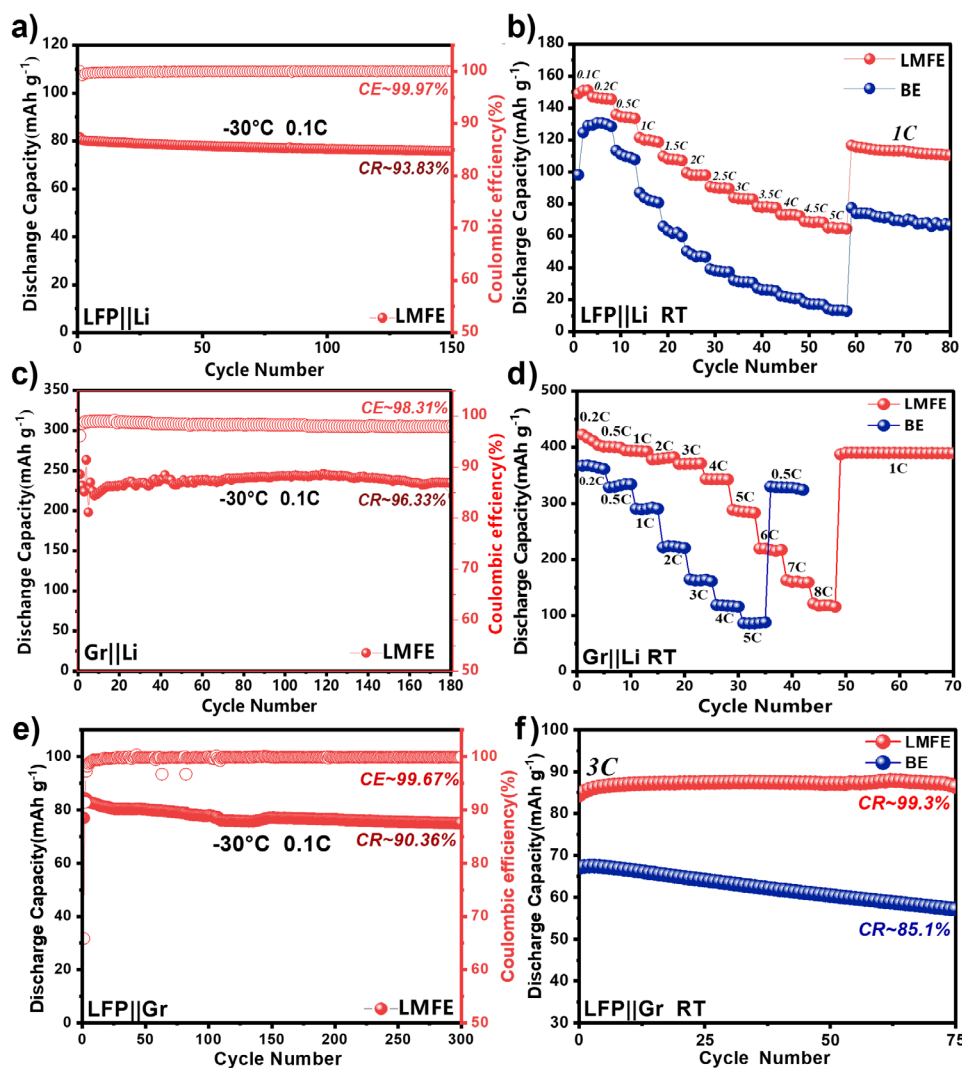 a)
120
100
80
60
40
20
0
Discharge Capacity(mAh g-1)
100
95
90
85
80
75
70
65
60
55
50
Coulombic effciency(%)
CE~99.97%
-30°C 0.1C
CR~93.83%
LFP||Li
LMFE
0
50
100
150
Cycle Number
b)
180
160
140
120
100
80
60
40
20
0
Discharge Capacity(mAh g-1)
LMFE
BE
0.1C
0.2C
0.5C
1C
1.5C
2C
2.5C
3C
3.5C
4C
4.5C
5C
1C
LFP||Li RT
0
10
20
30
40
50
60
70
80
Cycle Number
c)
350
300
250
200
150
100
50
0
Discharge Capacity(mAh g-1)
100
95
90
85
80
75
70
65
60
55
50
Coulombic effciency(%)
CE~98.31%
-30°C 0.1C
CR~96.33%
Gr||Li
LMFE
0
20
40
60
80
100
120
140
160
180
Cycle Number
d)
500
400
300
200
100
0
Discharge Capacity(mAh g-1)
LMFE
BE
0.2C
0.5C
1C
2C
3C
4C
5C
6C
7C
8C
1C
0.2C
0.5C
1C
2C
3C
4C
5C
0.5C
Gr||Li RT
0
10
20
30
40
50
60
70
Cycle Number
e)
100
80
60
40
20
0
Discharge Capacity(mAh g-1)
100
90
80
70
60
50
Coulombic efficiency(%)
CE~99.67%
-30°C 0.1C
CR~90.36%
LFP||Gr
LMFE
0
50
100
150
200
250
300
Cycle Number
f)
100
90
80
70
60
50
40
30
Discharge Capacity(mAh g-1)
LMFE
BE
3C
CR~99.3%
CR~85.1%
LFP||Gr RT
0
25
50
75
Cycle Number